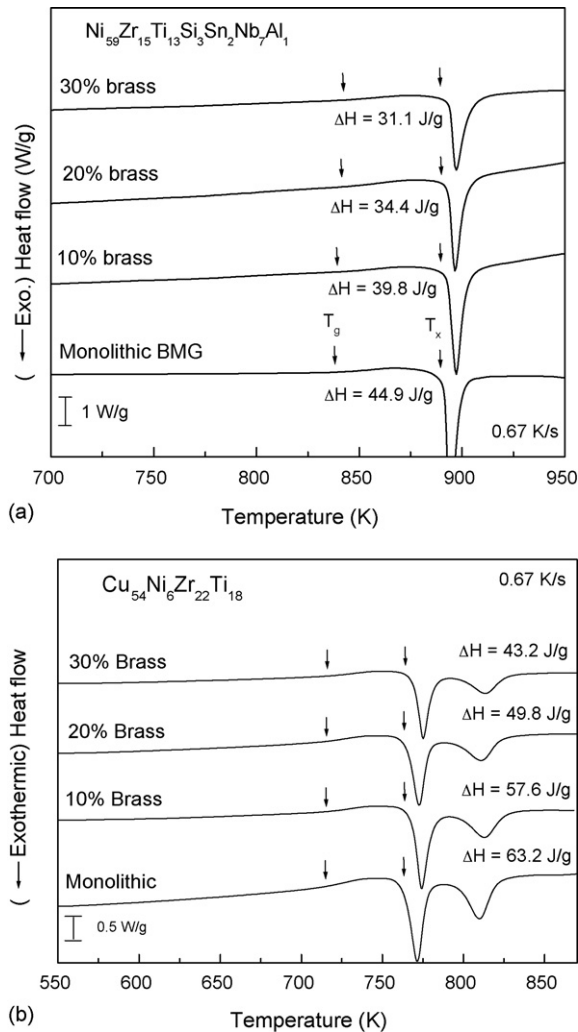 Ni₅₉Zr₁₅Ti₁₃Si₃Sn₂Nb₇Al₁
30% brass
ΔH = 31.1 J/g
20% brass
ΔH = 34.4 J/g
10% brass
ΔH = 39.8 J/g
T_g T_x
Monolithic BMG
ΔH = 44.9 J/g
1 W/g
0.67 K/s
( Exo.) Heat flow (W/g)
700 750 800 850 900 950
(a)
Temperature (K)
Cu₅₄Ni₆Zr₂₂Ti₁₈
0.67 K/s
30% Brass
ΔH = 43.2 J/g
20% Brass
ΔH = 49.8 J/g
10% Brass
ΔH = 57.6 J/g
Monolithic
ΔH = 63.2 J/g
0.5 W/g
( Exothermic) Heat flow
550 600 650 700 750 800 850
(b)
Temperature (K)